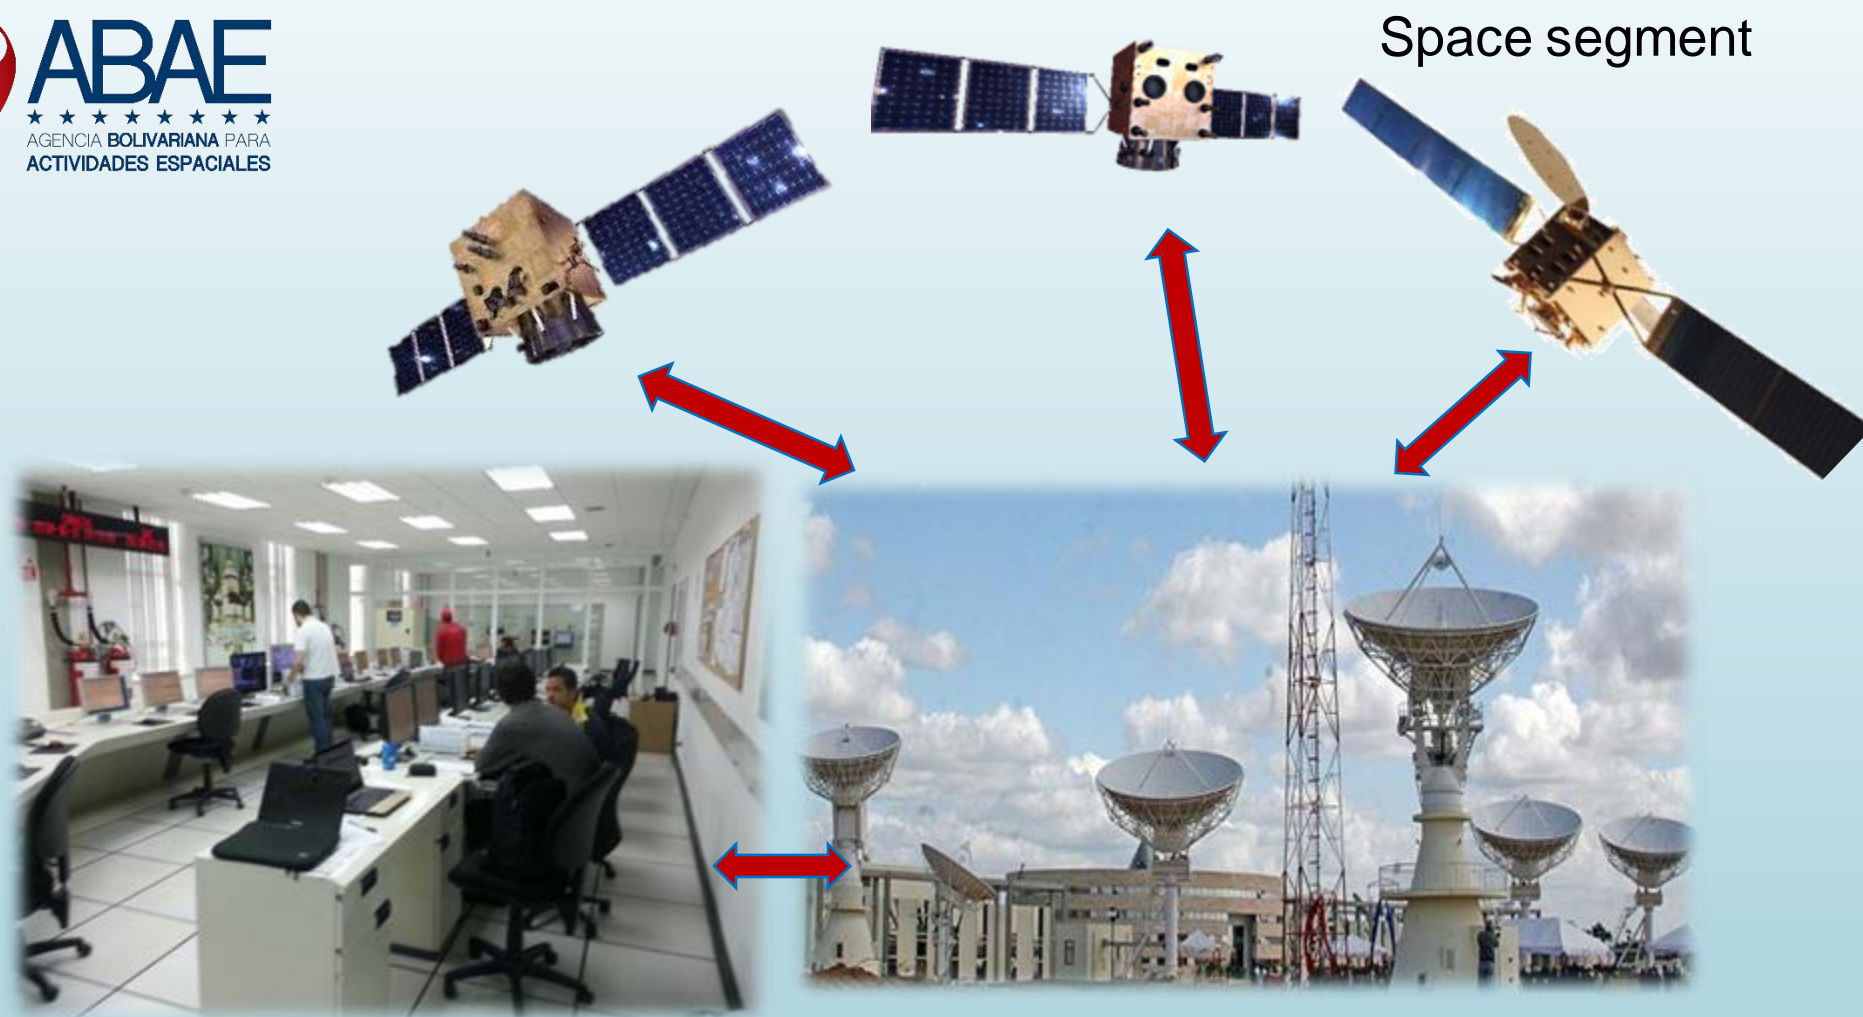 ABAE
AGENCIA BOLIVARIANA PARA
ACTIVIDADES ESPACIALES
Space segment